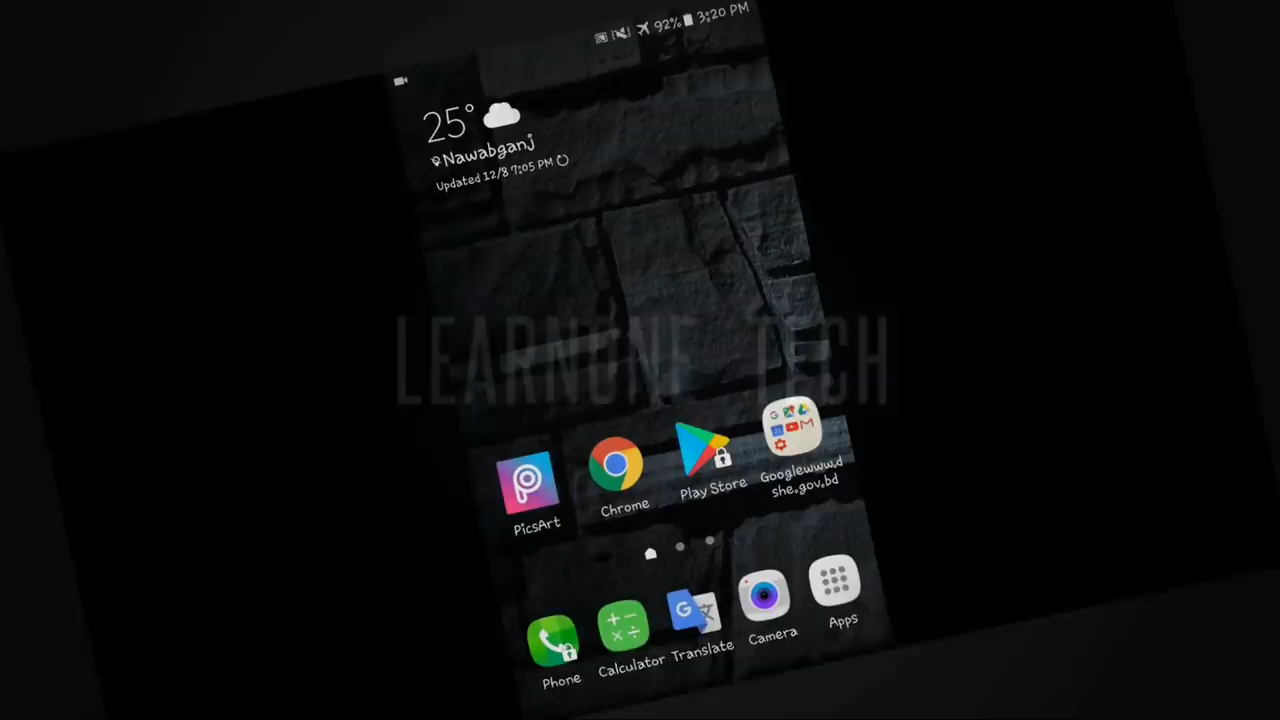 92% 3:20 PM
25°
Nawabganj
Updated 12/8 7:05 PM
LEARNONE TECH
PicsArt
Chrome
Play Store
Googlewww.d
she.gov.bd
Phone
Calculator
Translate
Camera
Apps